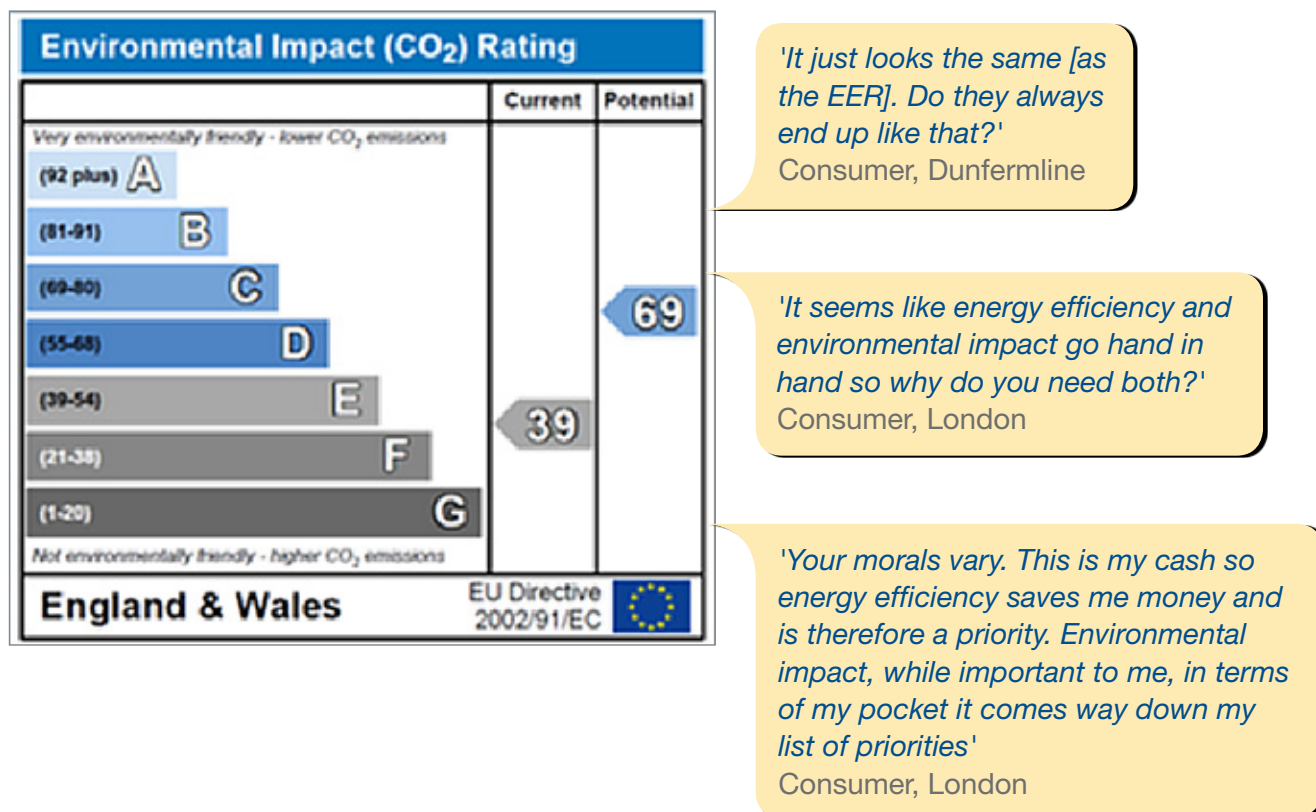 Environmental Impact (CO₂) Rating
Current Potential
Very environmentally friendly - lower CO₂ emissions
(92 plus) A
(81-91) B
(69-80) C
(55-68) D
(39-54) E
(21-38) F
(1-20) G
69
39
Not environmentally friendly - higher CO₂ emissions
England & Wales
EU Directive
2002/91/EC
'It just looks the same [as
the EER]. Do they always
end up like that?'
Consumer, Dunfermline
'It seems like energy efficiency and
environmental impact go hand in
hand so why do you need both?'
Consumer, London
'Your morals vary. This is my cash so
energy efficiency saves me money and
is therefore a priority. Environmental
impact, while important to me, in terms
of my pocket it comes way down my
list of priorities'
Consumer, London